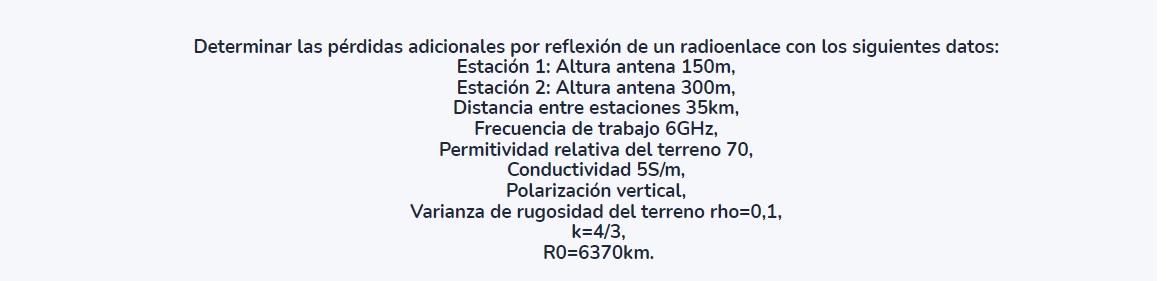 Determinar las pérdidas adicionales por reflexión de un radioenlace con los siguientes datos:
Estación 1: Altura antena 150m,
Estación 2: Altura antena 300m,
Distancia entre estaciones 35km,
Frecuencia de trabajo 6GHz,
Permitividad relativa del terreno 70,
Conductividad 5S/m,
Polarización vertical,
Varianza de rugosidad del terreno rho=0,1,
k=4/3,
R0=6370km.